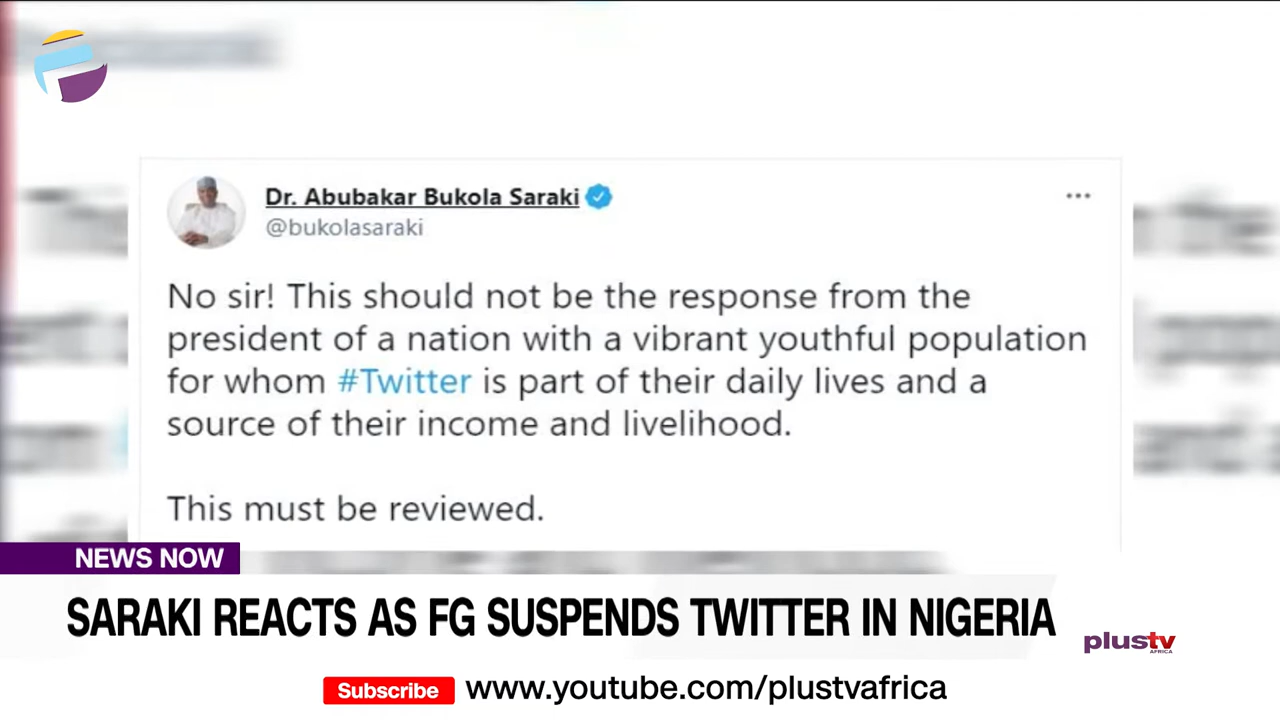 Dr. Abubakar Bukola Saraki
@bukolasaraki
No sir! This should not be the response from the
president of a nation with a vibrant youthful population
for whom #Twitter is part of their daily lives and a
source of their income and livelihood.
This must be reviewed.
NEWS NOW
SARAKI REACTS AS FG SUSPENDS TWITTER IN NIGERIA
plustv
AFRICA
Subscribe www.youtube.com/plustvafrica